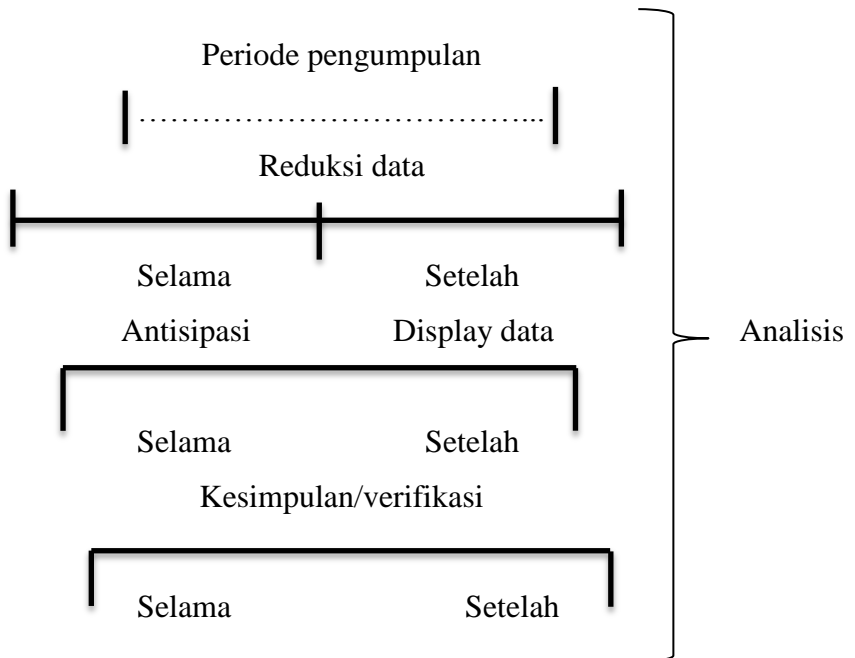 Periode pengumpulan
…………………………………...
Reduksi data
Selama Setelah
Antisipasi Display data
Analisis
Selama Setelah
Kesimpulan/verifikasi
Selama Setelah